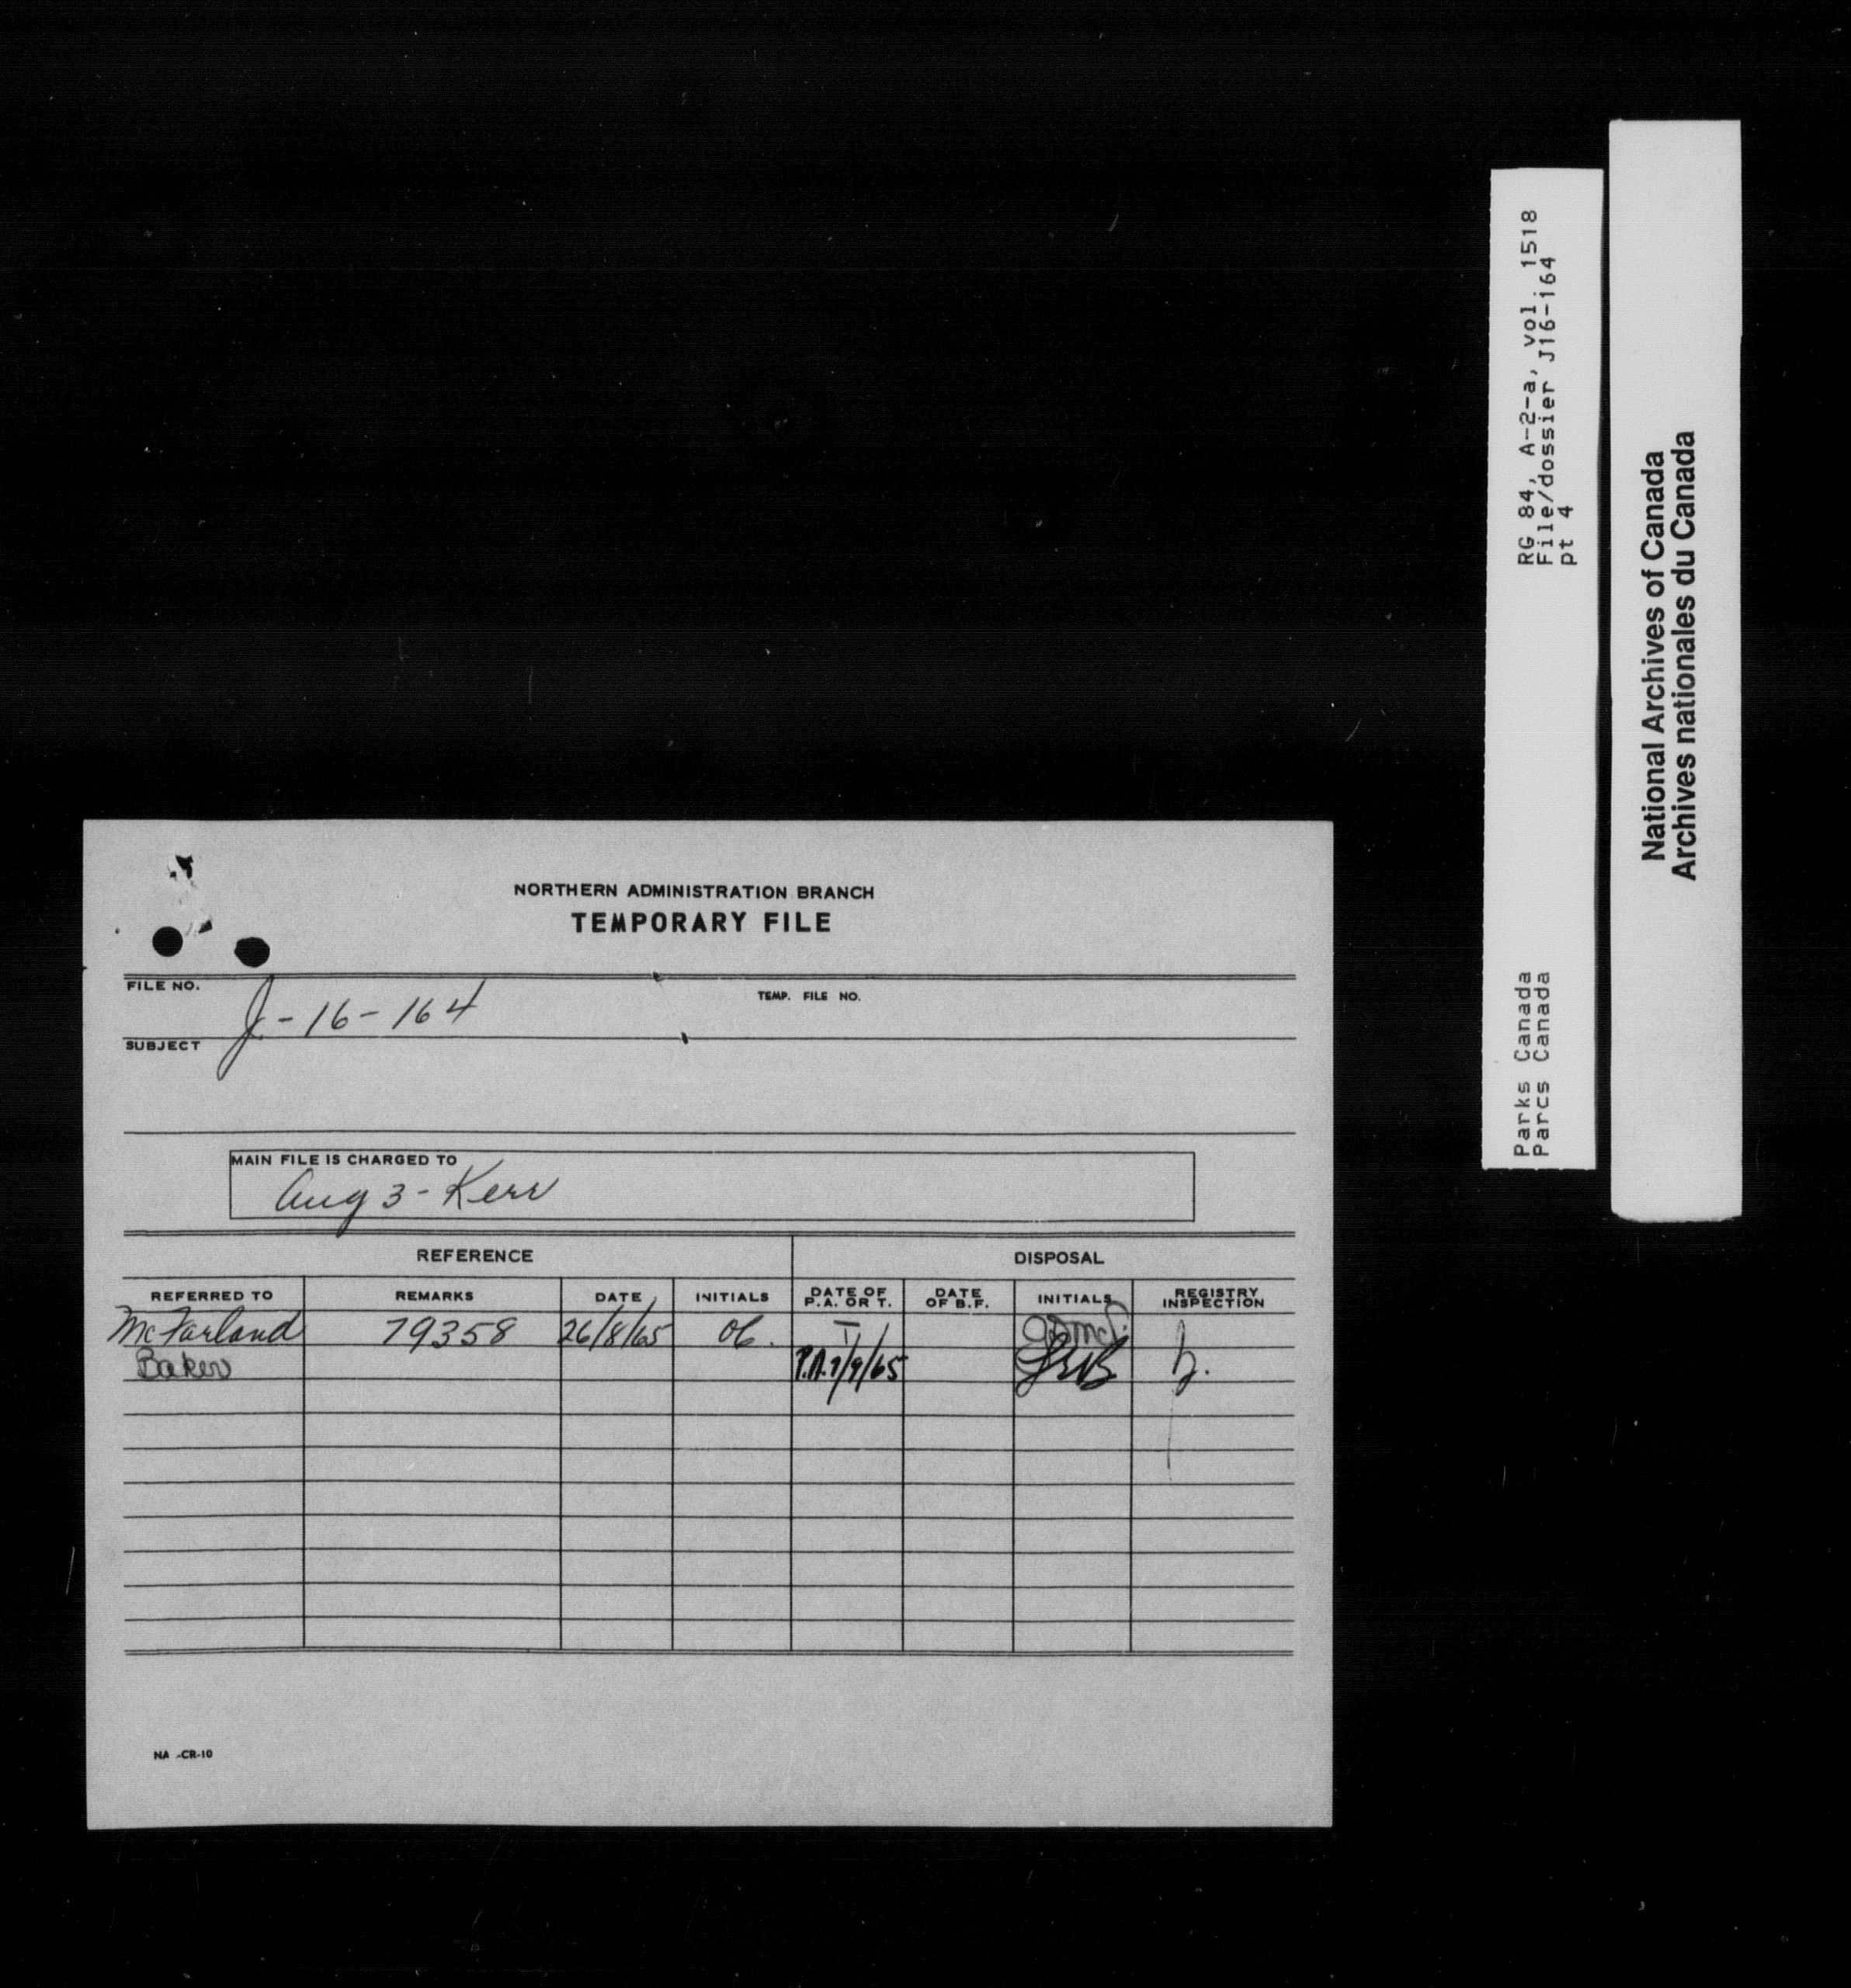 NORTHERN ADMINISTRATION BRANCH
TEMPORARY FILE
FILE NO. J-16-164
TEMP. FILE NO.
SUBJECT
MAIN FILE IS CHARGED TO
Aug 3 - Kerr
REFERENCE DISPOSAL
REFERRED TO REMARKS DATE INITIALS DATE OF P.A. OR T. DATE OF B.F. INITIALS REGISTRY INSPECTION
McFarland 79358 26/8/65 T
Baker P.A. 7/9/65
NA -CR-10
RG 84, A-2-a, vol. 1518
File/dossier J16-164
pt 4
Parks Canada
Parcs Canada
National Archives of Canada
Archives nationales du Canada